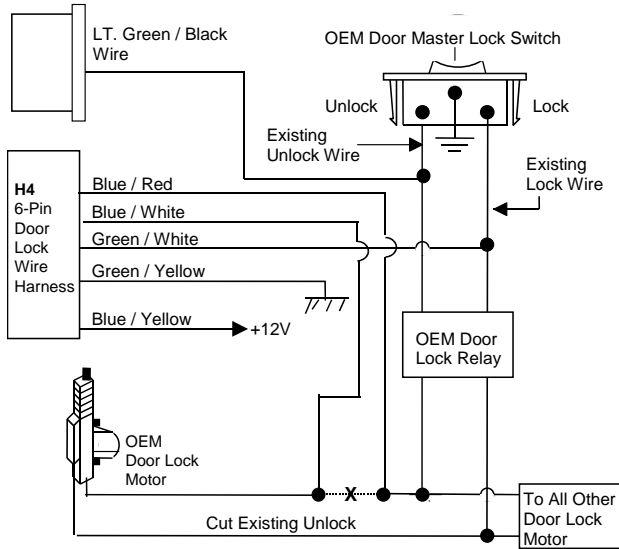 LT. Green / Black
Wire
OEM Door Master Lock Switch
Unlock
Lock
Existing
Unlock Wire
Existing
Lock Wire
H4
6-Pin
Door
Lock
Wire
Harness
Blue / Red
Blue / White
Green / White
Green / Yellow
Blue / Yellow
+12V
OEM Door
Lock Relay
OEM
Door Lock
Motor
X
Cut Existing Unlock
To All Other
Door Lock
Motor